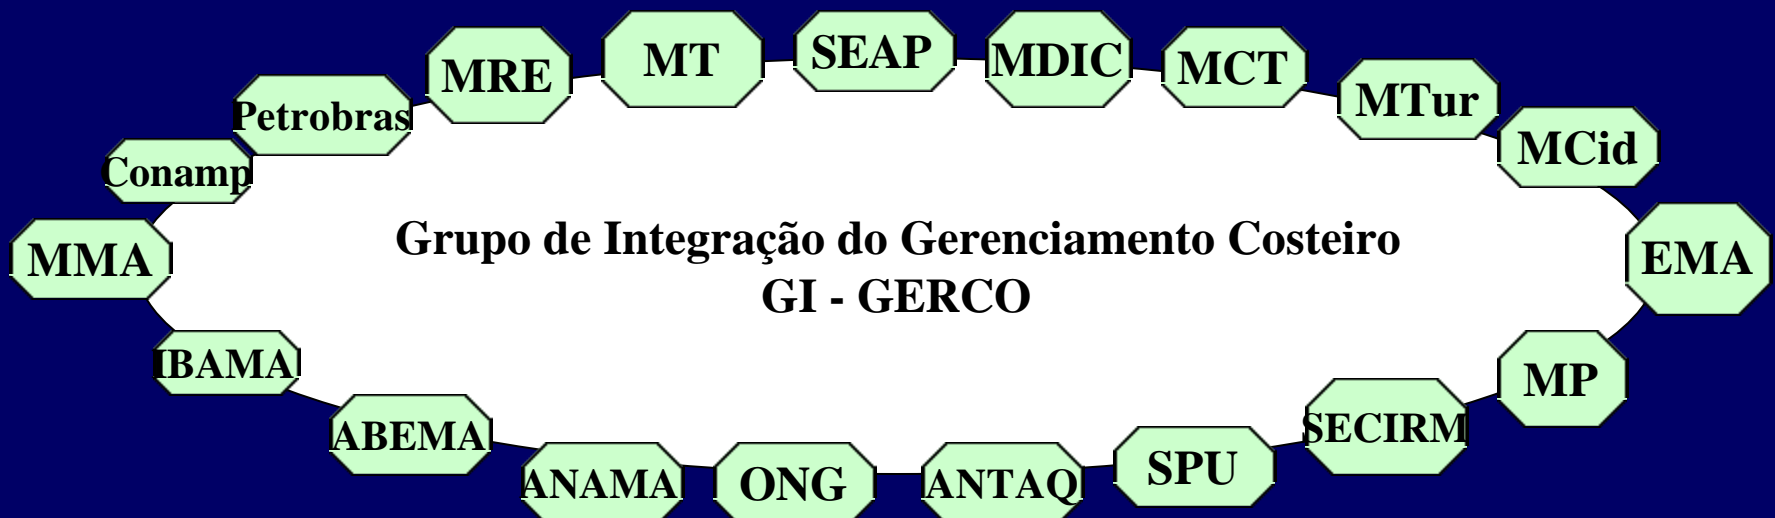 SEAP
MT
MDIC
MCT
MRE
MTur
Petrobras
MCid
Conamp
Grupo de Integração do Gerenciamento Costeiro
GI - GERCO
MMA
EMA
IBAMA
MP
ABEMA
SECIRM
SPU
ANAMA
ONG
ANTAQ